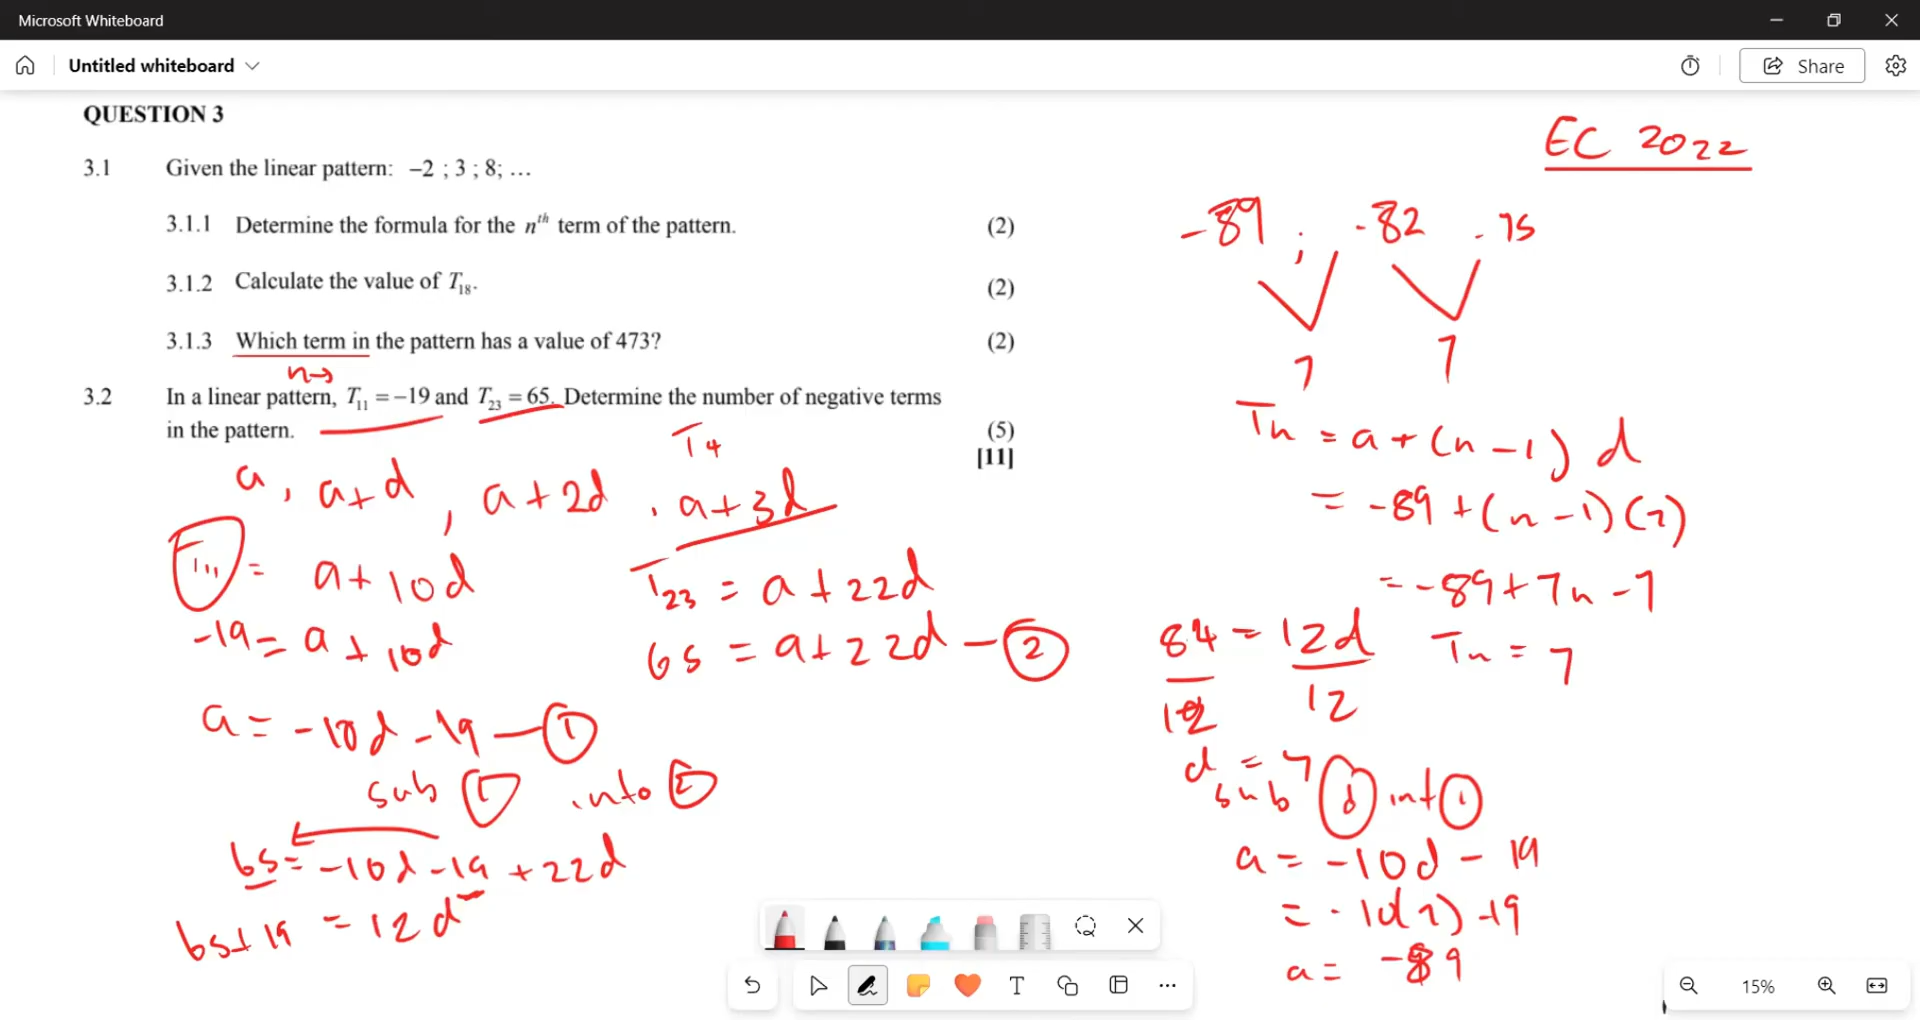 Microsoft Whiteboard
Untitled whiteboard
Share
QUESTION 3
EC 2022
3.1 Given the linear pattern: −2 ; 3 ; 8; …
3.1.1 Determine the formula for the nth term of the pattern. (2)
3.1.2 Calculate the value of T18. (2)
3.1.3 Which term in the pattern has a value of 473? (2)
n→
3.2 In a linear pattern, T11 = −19 and T23 = 65. Determine the number of negative terms
in the pattern. (5)
[11]
T4
a, a+d, a+2d, a+3d
T11 = a+10d
-19 = a+10d
a = -10d-19 — ①
sub ① into ②
65 = -10d-19+22d
65+19 = 12d
T23 = a+22d
65 = a+22d — ②
-89 ; -82 -75
7 7
Tn = a+(n-1)d
= -89+(n-1)(7)
= -89+7n-7
Tn = 7
84 = 12d
12 12
d = 7
sub d int ①
a = -10d-19
= -10(7)-19
a = -89
15%